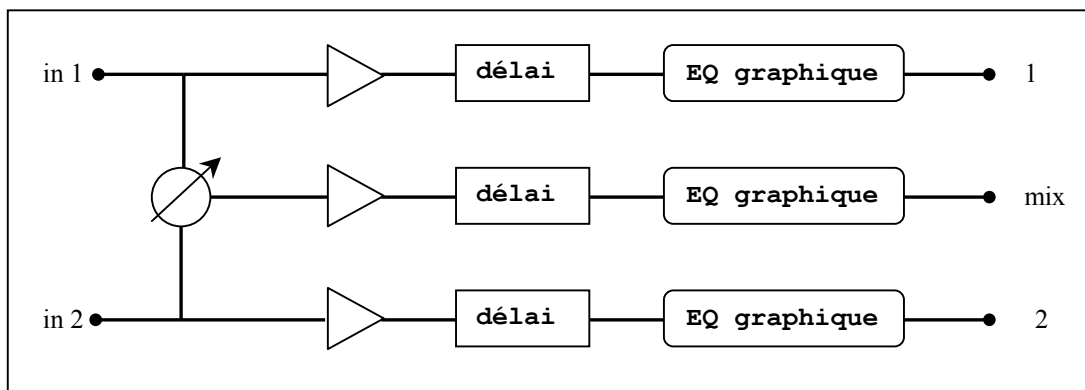 in 1 délai EQ graphique 1
délai EQ graphique mix
in 2 délai EQ graphique 2